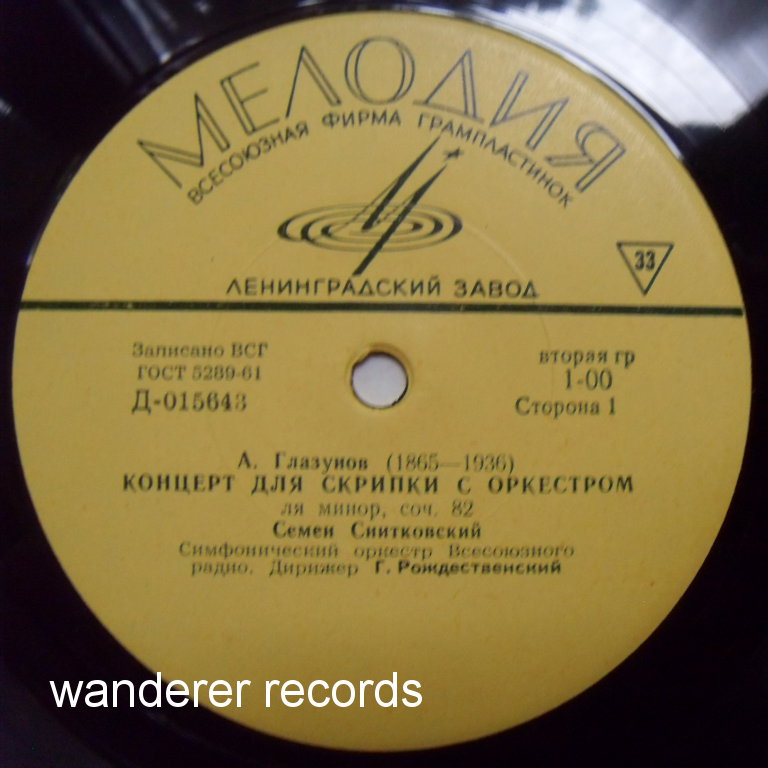 МЕЛОДИЯ
ВСЕСОЮЗНАЯ ФИРМА ГРАМПЛАСТИНОК
33
ЛЕНИНГРАДСКИЙ ЗАВОД
Записано ВСГ
ГОСТ 5289-61
Д-015643
вторая гр
1-00
Сторона 1
А. Глазунов (1865—1936)
КОНЦЕРТ ДЛЯ СКРИПКИ С ОРКЕСТРОМ
ля минор, соч. 82
Семен Снитковский
Симфонический оркестр Всесоюзного
радио. Дирижер Г. Рождественский
wanderer records